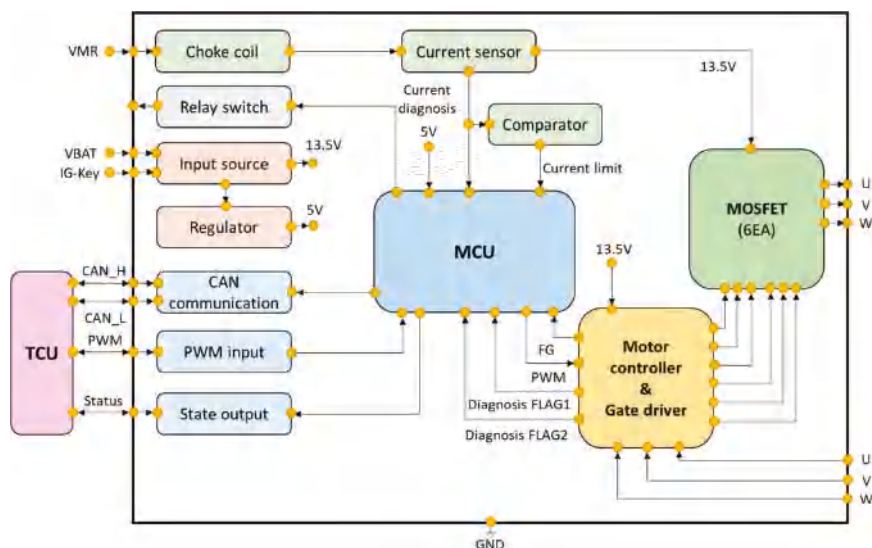 VMR
Choke coil
Current sensor
13.5V
Relay switch
Current
diagnosis
Comparator
5V
VBAT
13.5V
IG-Key
Input source
Current limit
MOSFET
(6EA)
U
V
W
Regulator
5V
MCU
13.5V
CAN_H
CAN
communication
CAN_L
TCU
PWM
PWM input
FG
PWM
Motor
controller
&
Gate driver
Status
State output
Diagnosis FLAG1
Diagnosis FLAG2
U
V
W
GND